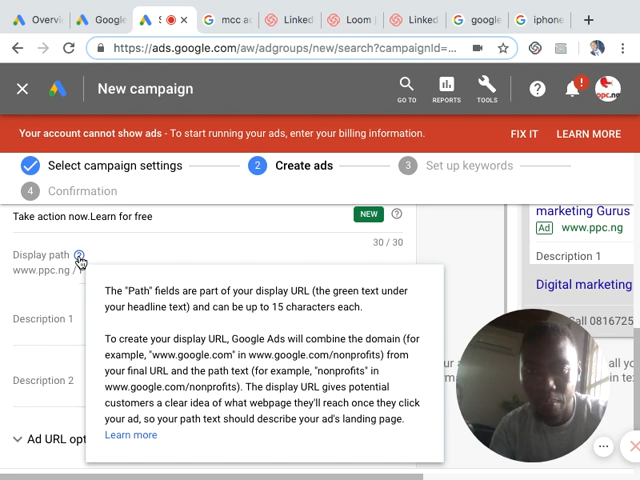 Overvi
Google
S
mcc ac
Linked
Loom
Linked
google
iphone
https://ads.google.com/aw/adgroups/new/search?campaignId=...
New campaign
GO TO
REPORTS
TOOLS
ppc.ng
Your account cannot show ads - To start running your ads, enter your billing information.
FIX IT
LEARN MORE
Select campaign settings
2 Create ads
3 Set up keywords
4 Confirmation
Take action now.Learn for free
NEW
30 / 30
Display path
www.ppc.ng /
The "Path" fields are part of your display URL (the green text under
your headline text) and can be up to 15 characters each.
To create your display URL, Google Ads will combine the domain (for
example, "www.google.com" in www.google.com/nonprofits) from
your final URL and the path text (for example, "nonprofits" in
www.google.com/nonprofits). The display URL gives potential
customers a clear idea of what webpage they'll reach once they click
your ad, so your path text should describe your ad's landing page.
Learn more
Description 1
Description 2
Ad URL opt
marketing Gurus
Ad www.ppc.ng
Description 1
Digital marketing
Call 0816725
all yo
in te